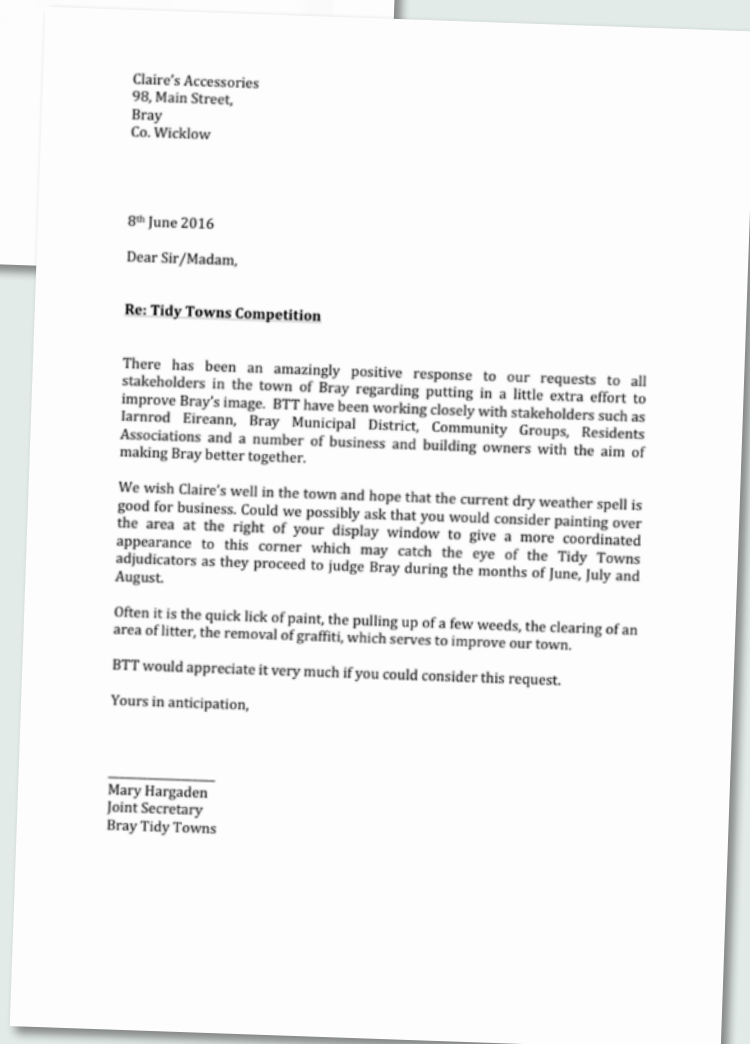 Claire's Accessories
98, Main Street,
Bray
Co. Wicklow
8th June 2016
Dear Sir/Madam,
Re: Tidy Towns Competition
There has been an amazingly positive response to our requests to all
stakeholders in the town of Bray regarding putting in a little extra effort to
improve Bray's image. BTT have been working closely with stakeholders such as
Iarnrod Eireann, Bray Municipal District, Community Groups, Residents
Associations and a number of business and building owners with the aim of
making Bray better together.
We wish Claire's well in the town and hope that the current dry weather spell is
good for business. Could we possibly ask that you would consider painting over
the area at the right of your display window to give a more coordinated
appearance to this corner which may catch the eye of the Tidy Towns
adjudicators as they proceed to judge Bray during the months of June, July and
August.
Often it is the quick lick of paint, the pulling up of a few weeds, the clearing of an
area of litter, the removal of graffiti, which serves to improve our town.
BTT would appreciate it very much if you could consider this request.
Yours in anticipation,
Mary Hargaden
Joint Secretary
Bray Tidy Towns